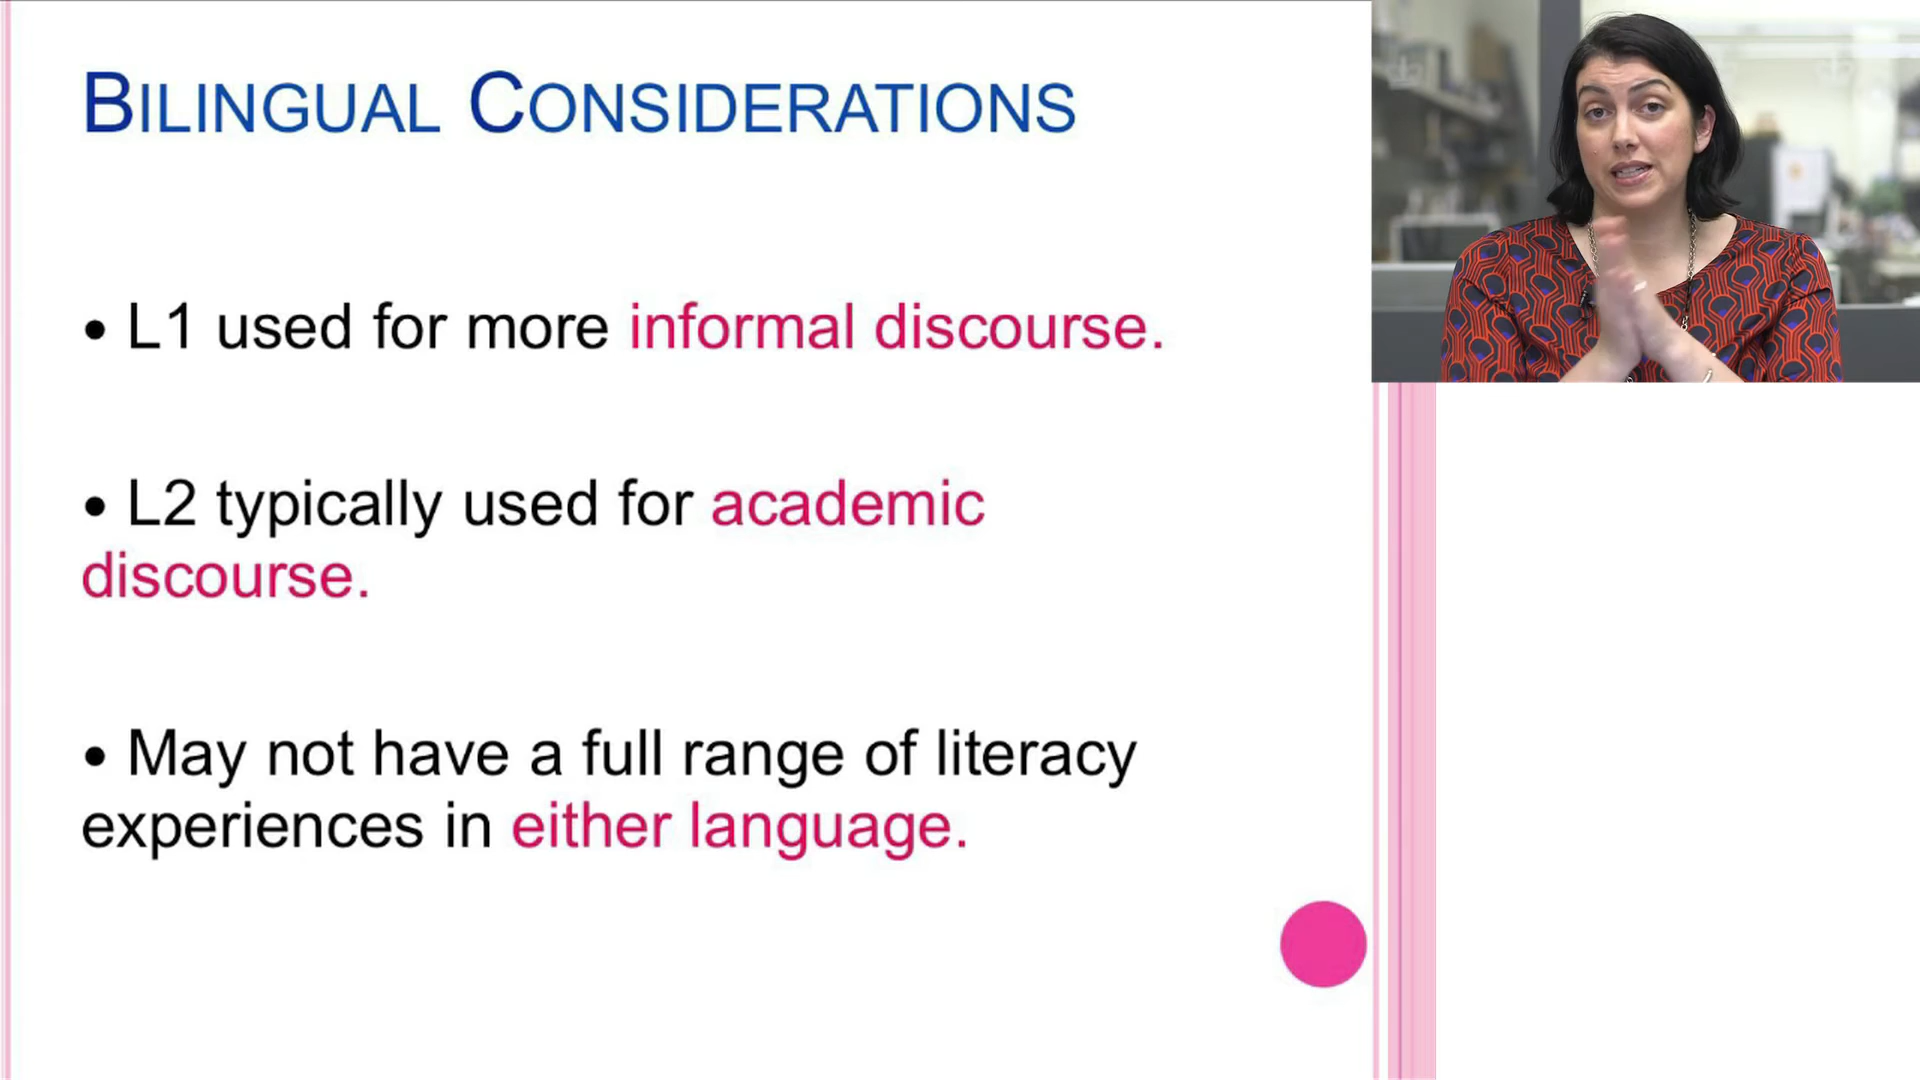 BILINGUAL CONSIDERATIONS
• L1 used for more informal discourse.
• L2 typically used for academic
discourse.
• May not have a full range of literacy
experiences in either language.